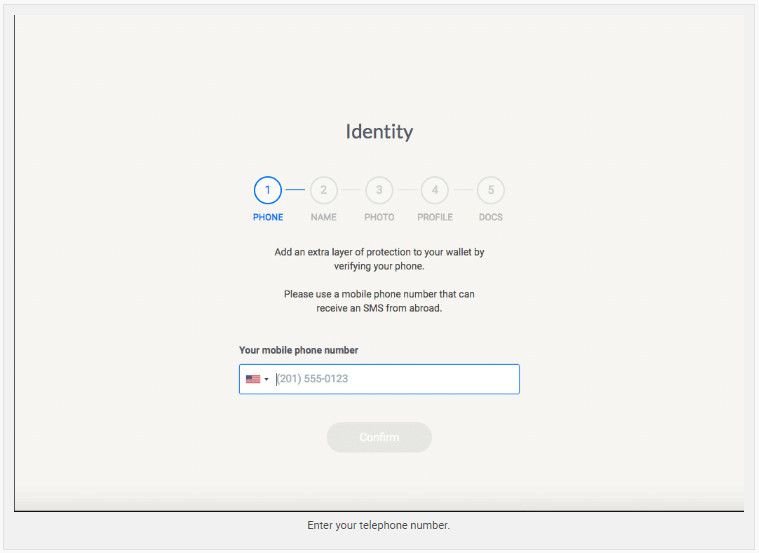 Identity
1 2 3 4 5
PHONE NAME PHOTO PROFILE DOCS
Add an extra layer of protection to your wallet by
verifying your phone.
Please use a mobile phone number that can
receive an SMS from abroad.
Your mobile phone number
(201) 555-0123
Confirm
Enter your telephone number.